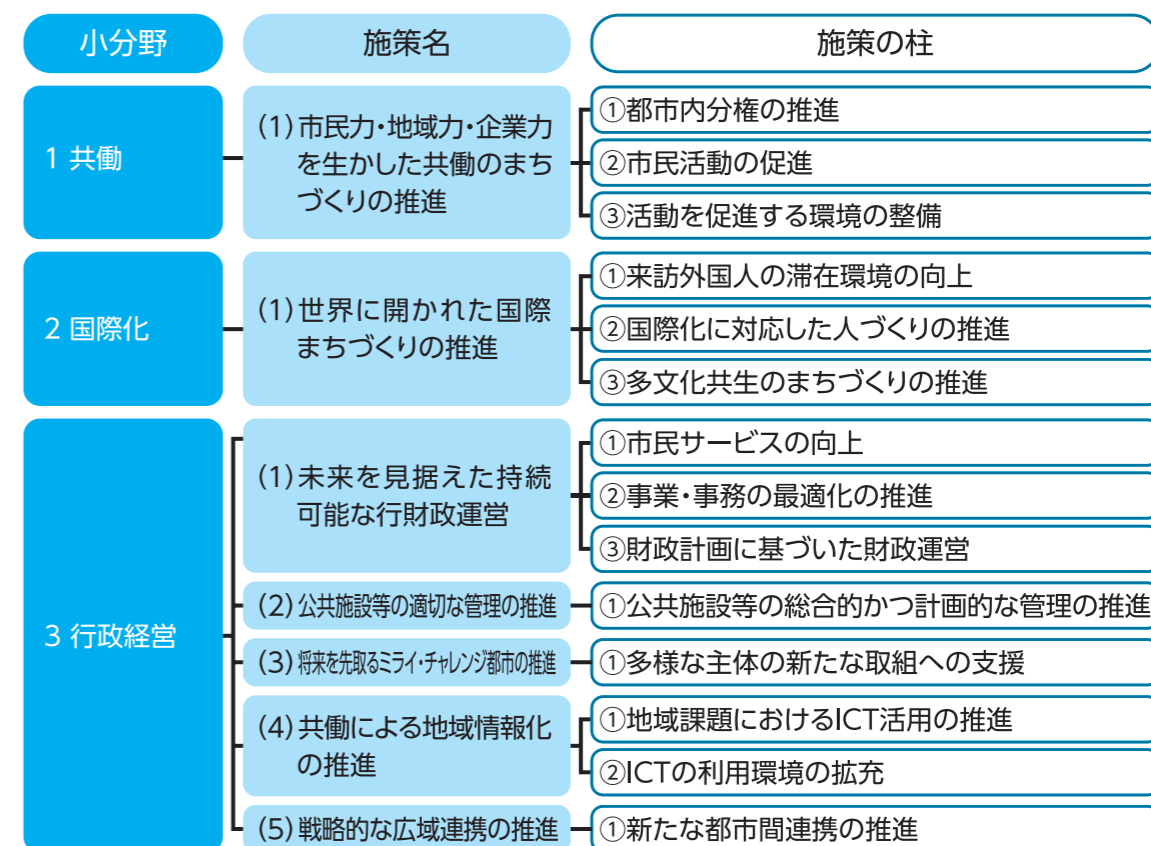 小分野
施策名
施策の柱
1 共働
(1)市民力・地域力・企業力
を生かした共働のまち
づくりの推進
①都市内分権の推進
②市民活動の促進
③活動を促進する環境の整備
2 国際化
(1)世界に開かれた国際
まちづくりの推進
①来訪外国人の滞在環境の向上
②国際化に対応した人づくりの推進
③多文化共生のまちづくりの推進
3 行政経営
(1)未来を見据えた持続
可能な行財政運営
①市民サービスの向上
②事業・事務の最適化の推進
③財政計画に基づいた財政運営
(2)公共施設等の適切な管理の推進
①公共施設等の総合的かつ計画的な管理の推進
(3)将来を先取るミライ・チャレンジ都市の推進
①多様な主体の新たな取組への支援
(4)共働による地域情報化
の推進
①地域課題におけるICT活用の推進
②ICTの利用環境の拡充
(5)戦略的な広域連携の推進
①新たな都市間連携の推進